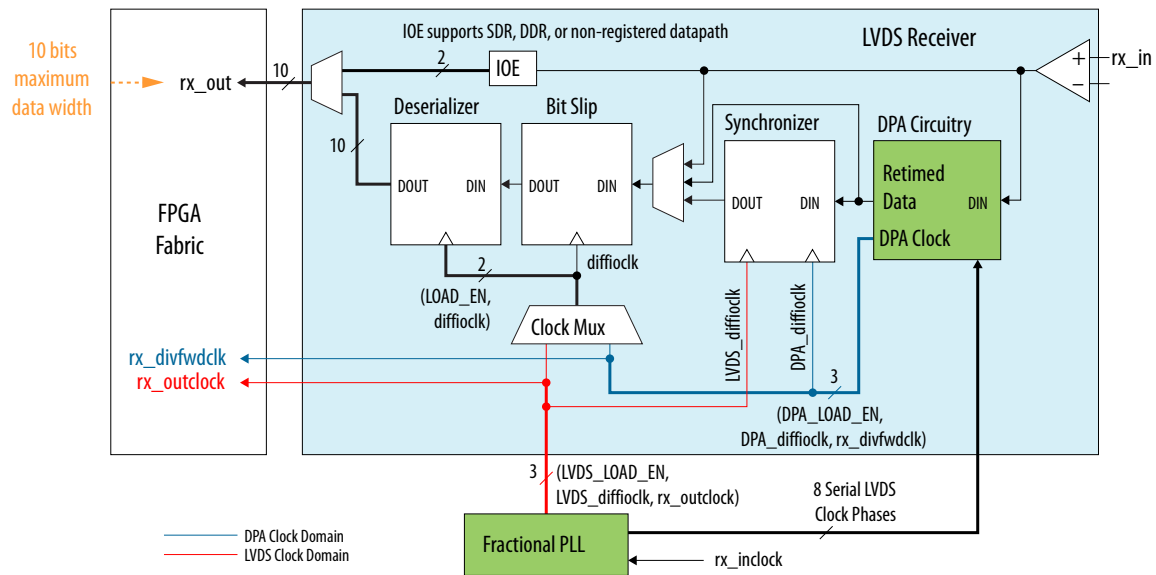 IOE supports SDR, DDR, or non-registered datapath
LVDS Receiver
10 bits
maximum
data width
rx_out
10
2
IOE
+
−
rx_in
Deserializer
Bit Slip
Synchronizer
DPA Circuitry
10
DOUT
DIN
DOUT
DIN
DOUT
DIN
Retimed
Data
DIN
DPA Clock
FPGA
Fabric
2
(LOAD_EN,
diffioclk)
diffioclk
LVDS_diffioclk
DPA_diffioclk
Clock Mux
rx_divfwdclk
rx_outclock
3
(DPA_LOAD_EN,
DPA_diffioclk, rx_divfwdclk)
3
(LVDS_LOAD_EN,
LVDS_diffioclk, rx_outclock)
8 Serial LVDS
Clock Phases
DPA Clock Domain
LVDS Clock Domain
Fractional PLL
rx_inclock